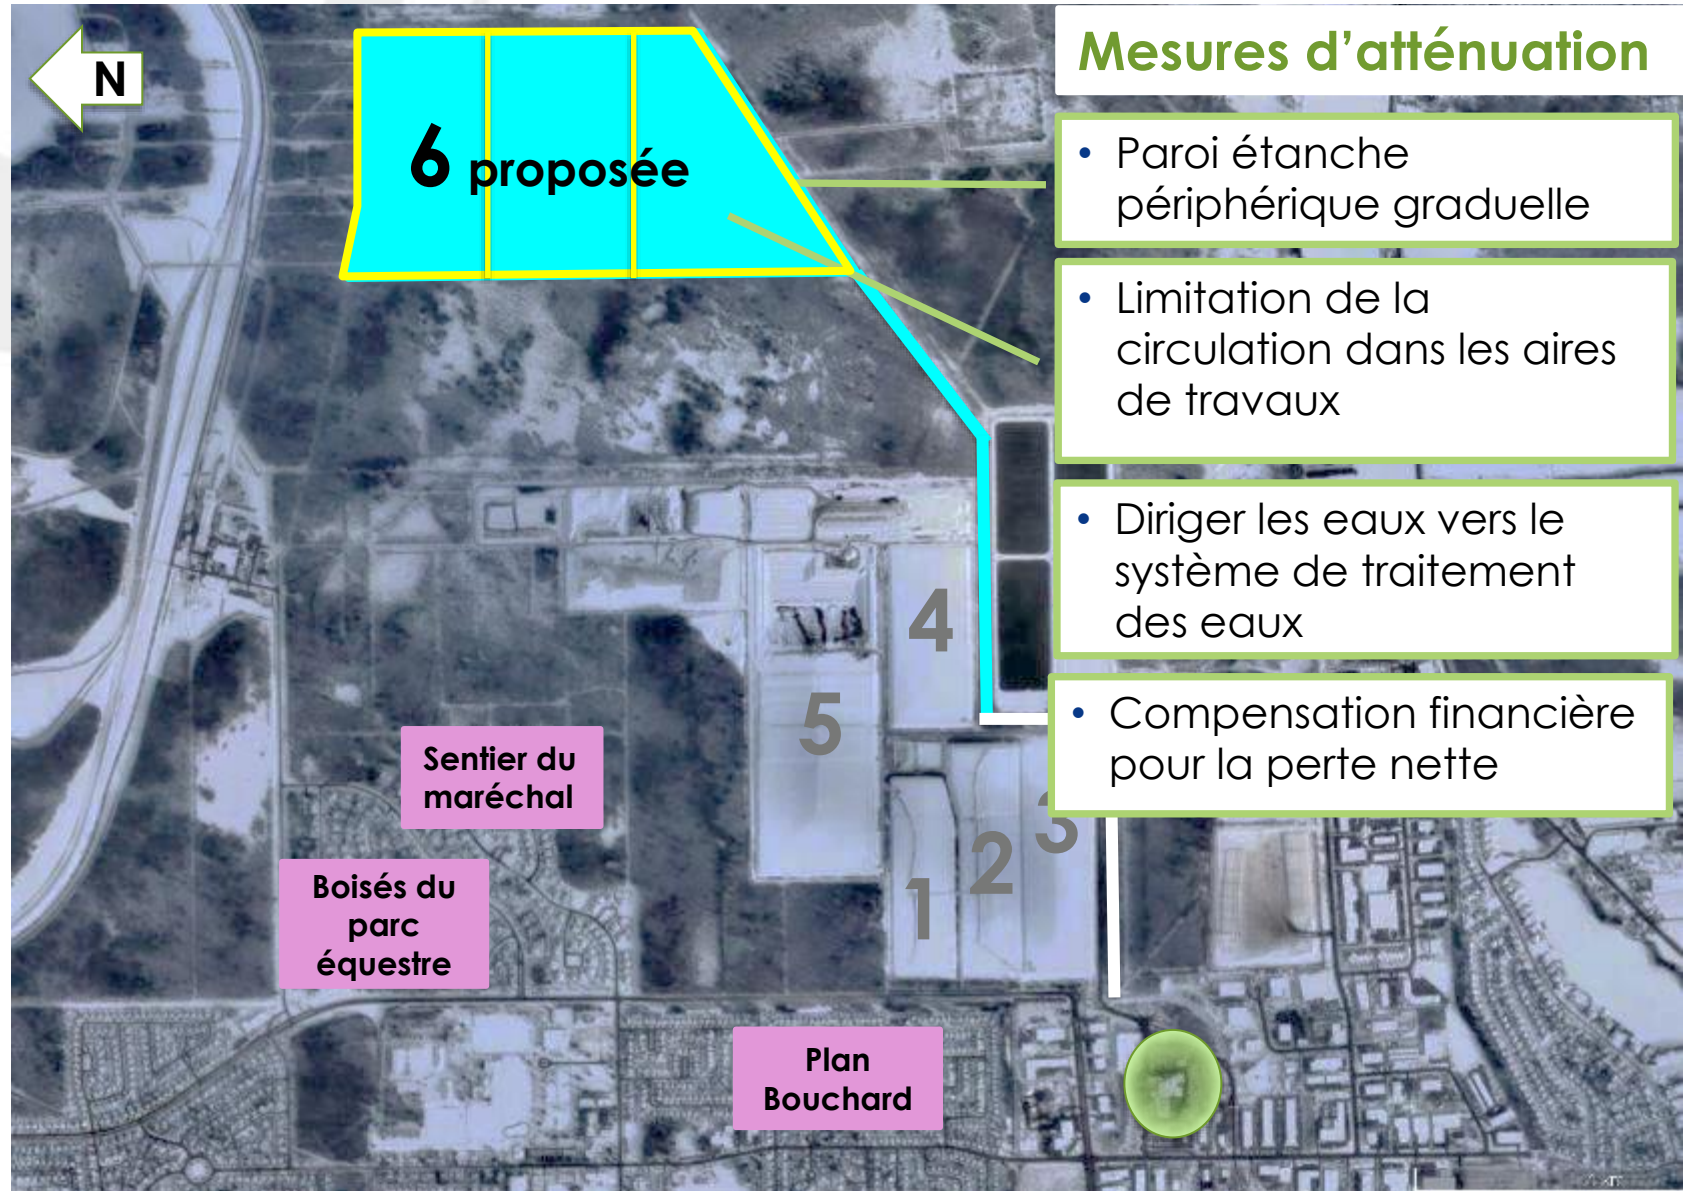 N
Mesures d'atténuation
6 proposée
• Paroi étanche
périphérique graduelle
• Limitation de la
circulation dans les aires
de travaux
• Diriger les eaux vers le
système de traitement
des eaux
• Compensation financière
pour la perte nette
4
5
3
2
1
Sentier du
maréchal
Boisés du
parc
équestre
Plan
Bouchard